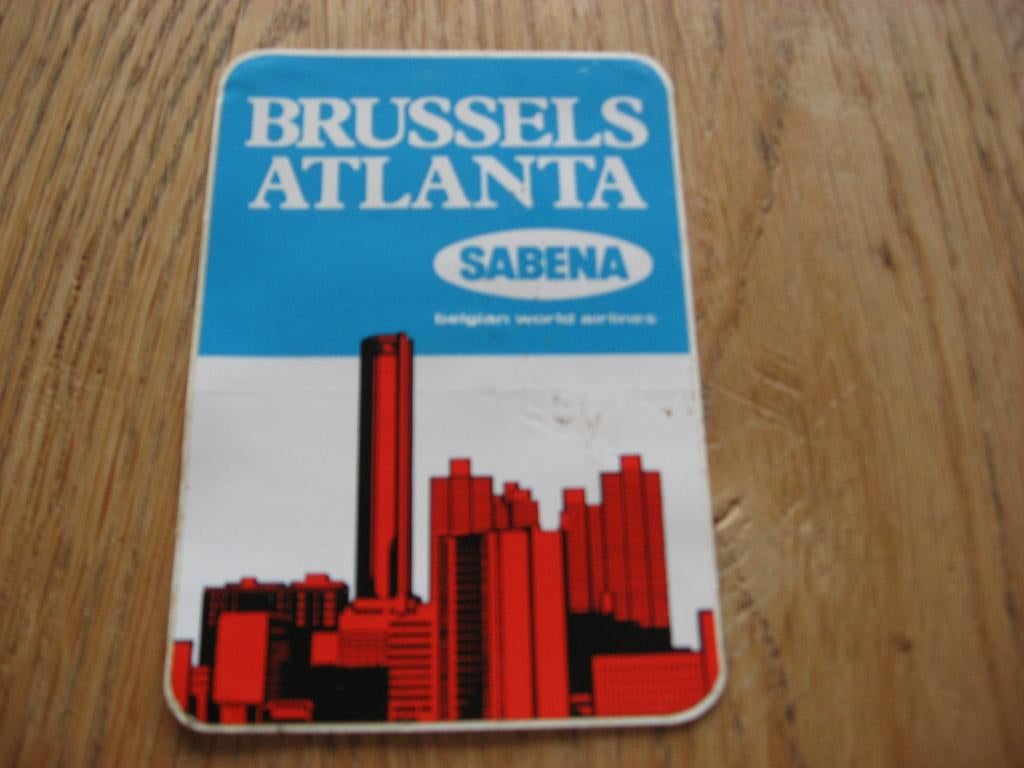 BRUSSELS
ATLANTA
SABENA
belgian world airlines